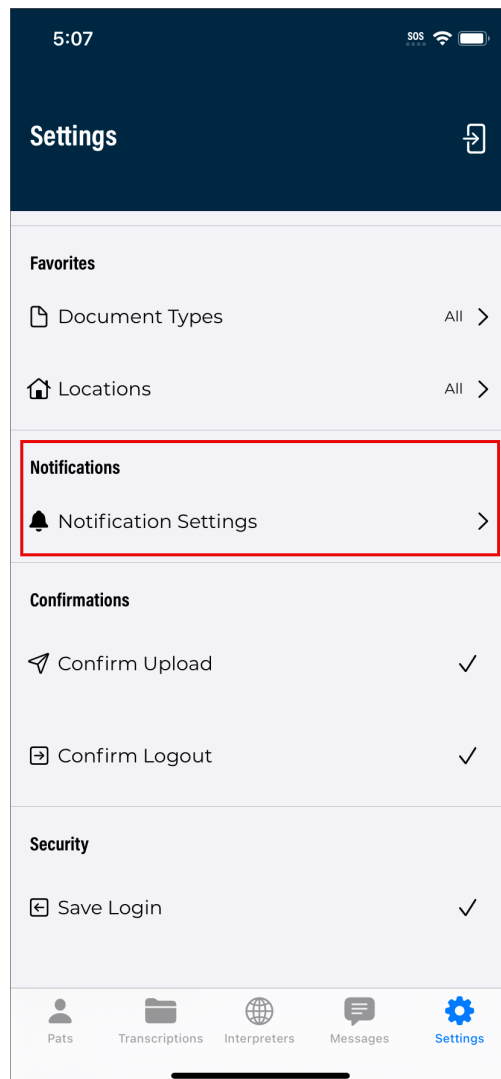 5:07
SOS
Settings
Favorites
Document Types
All
Locations
All
Notifications
Notification Settings
Confirmations
Confirm Upload
Confirm Logout
Security
Save Login
Pats Transcriptions Interpreters Messages Settings